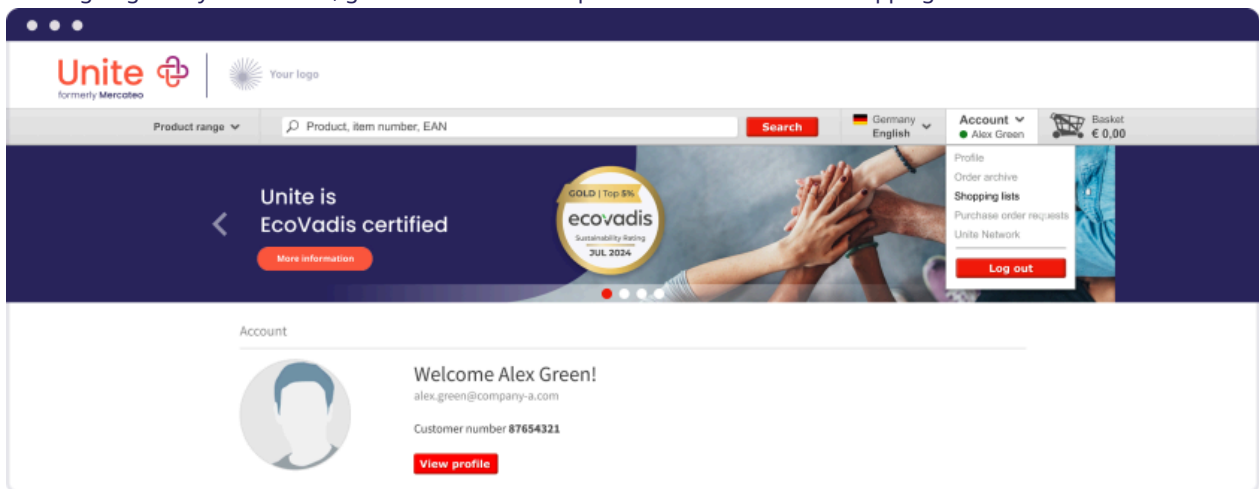 Unite
formerly Mercateo
Your logo
Product range
Product, item number, EAN
Search
Germany
English
Account
Alex Green
Basket
€ 0,00
Unite is
EcoVadis certified
More information
GOLD | Top 5%
ecovadis
Sustainability Rating
JUL 2024
Profile
Order archive
Shopping lists
Purchase order requests
Unite Network
Log out
Account
Welcome Alex Green!
alex.green@company-a.com
Customer number 87654321
View profile